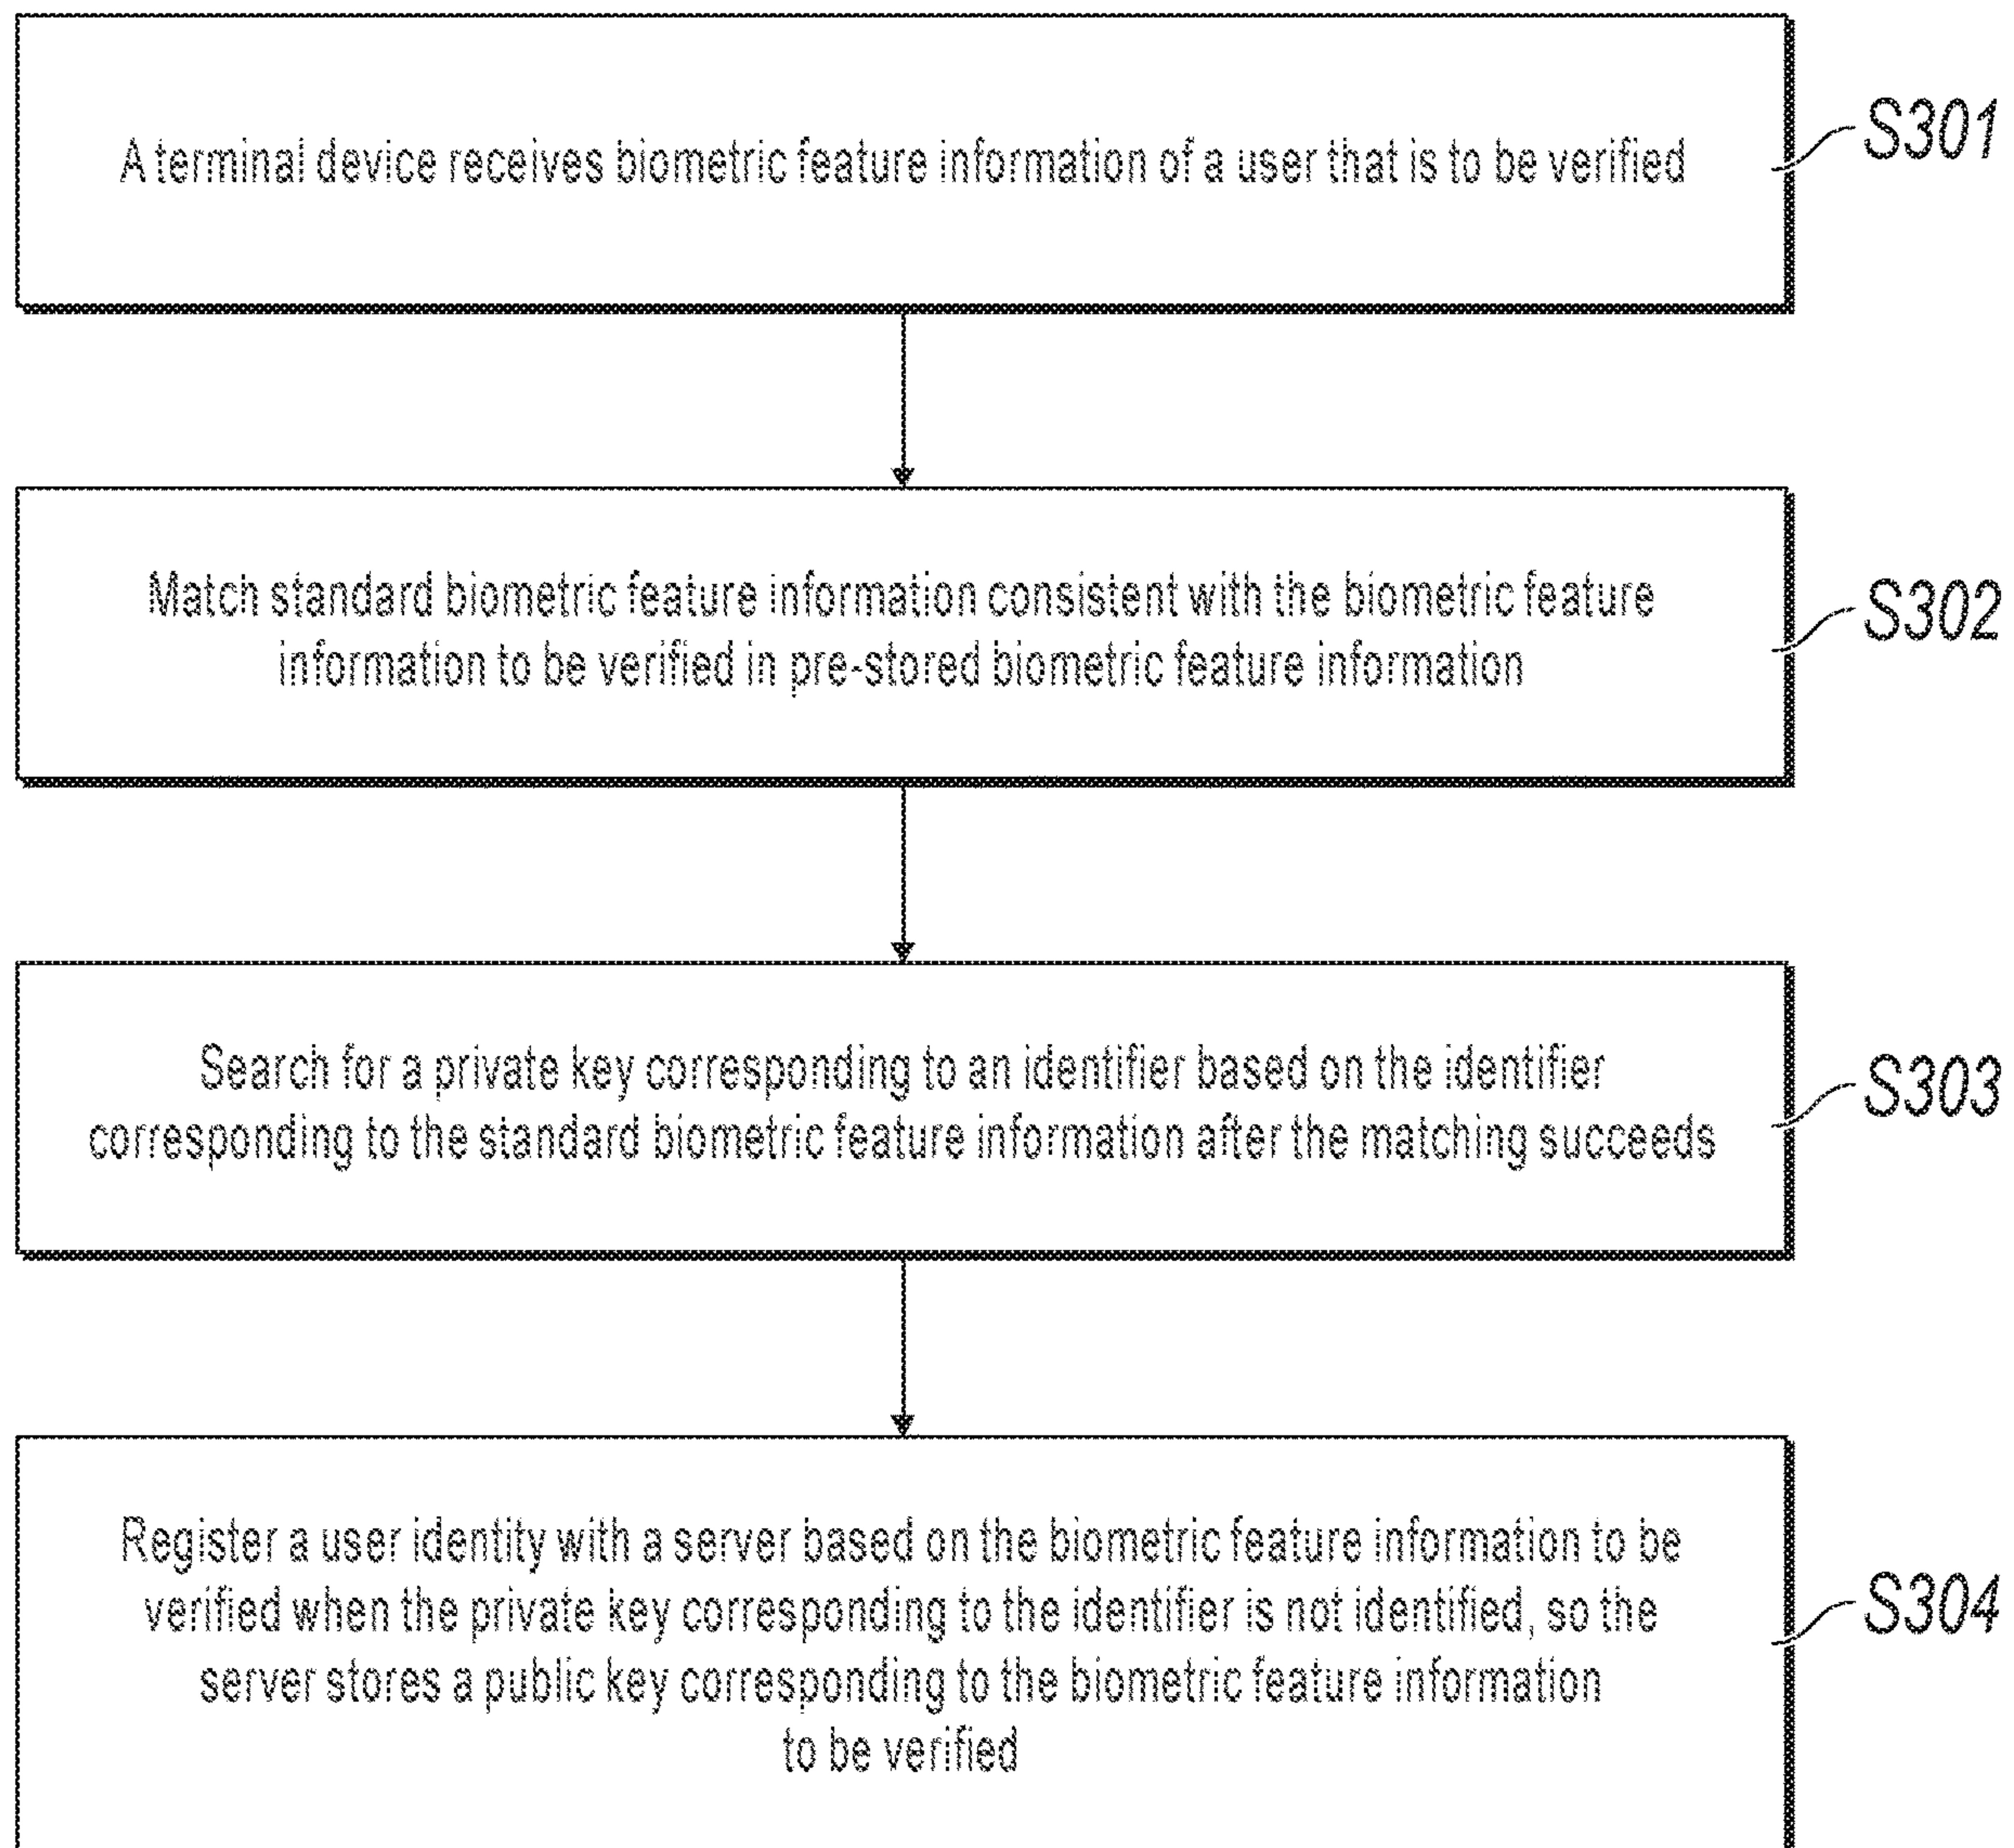 A terminal device receives biometric feature information of a user that is to be verified
S301
Match standard biometric feature information consistent with the biometric feature
information to be verified in pre-stored biometric feature information
S302
Search for a private key corresponding to an identifier based on the identifier
corresponding to the standard biometric feature information after the matching succeeds
S303
Register a user identity with a server based on the biometric feature information to be
verified when the private key corresponding to the identifier is not identified, so the
server stores a public key corresponding to the biometric feature information
to be verified
S304